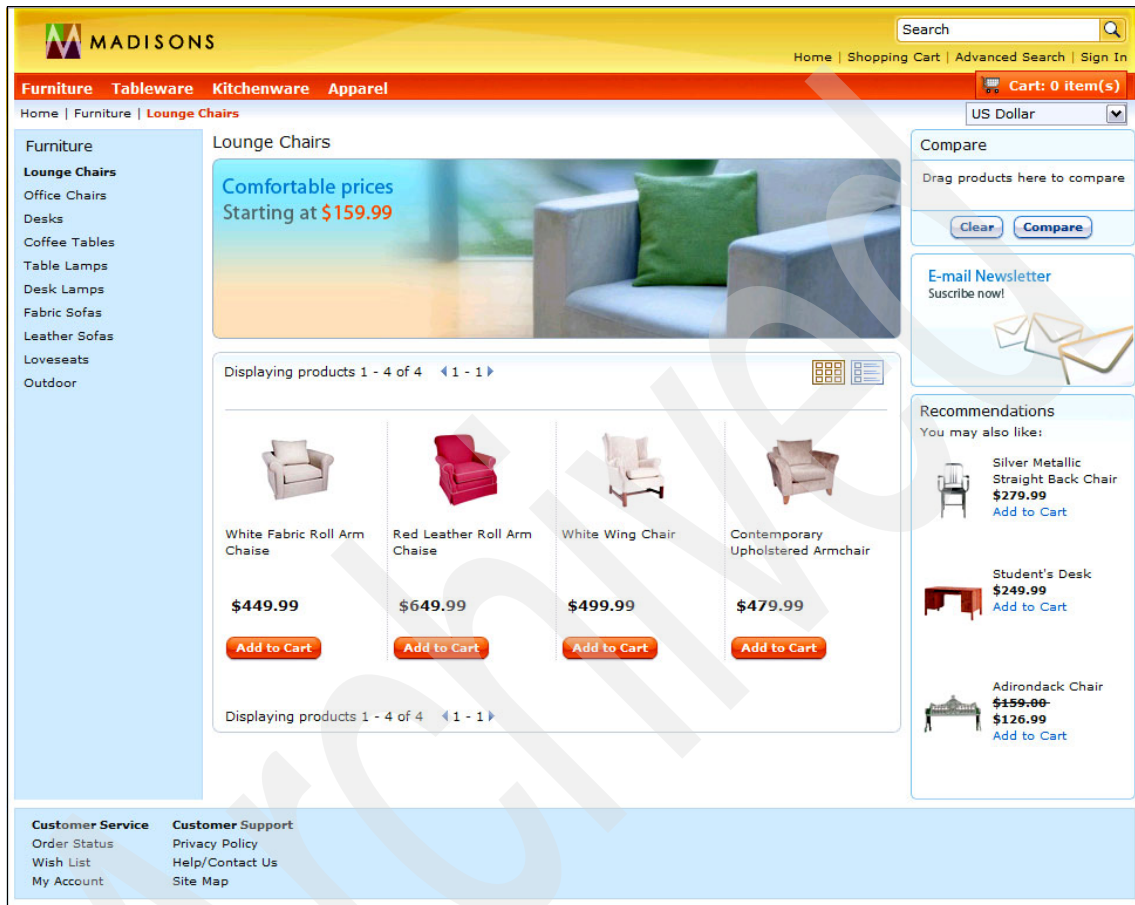 MADISONS
Search
Home | Shopping Cart | Advanced Search | Sign In
Furniture Tableware Kitchenware Apparel
Cart: 0 item(s)
Home | Furniture | Lounge Chairs
US Dollar
Furniture
Lounge Chairs
Office Chairs
Desks
Coffee Tables
Table Lamps
Desk Lamps
Fabric Sofas
Leather Sofas
Loveseats
Outdoor
Lounge Chairs
Comfortable prices
Starting at $159.99
Displaying products 1 - 4 of 4 1 - 1
White Fabric Roll Arm
Chaise
$449.99
Add to Cart
Red Leather Roll Arm
Chaise
$649.99
Add to Cart
White Wing Chair
$499.99
Add to Cart
Contemporary
Upholstered Armchair
$479.99
Add to Cart
Displaying products 1 - 4 of 4 1 - 1
Compare
Drag products here to compare
Clear Compare
E-mail Newsletter
Suscribe now!
Recommendations
You may also like:
Silver Metallic
Straight Back Chair
$279.99
Add to Cart
Student's Desk
$249.99
Add to Cart
Adirondack Chair
$159.00
$126.99
Add to Cart
Customer Service
Order Status
Wish List
My Account
Customer Support
Privacy Policy
Help/Contact Us
Site Map
Archived